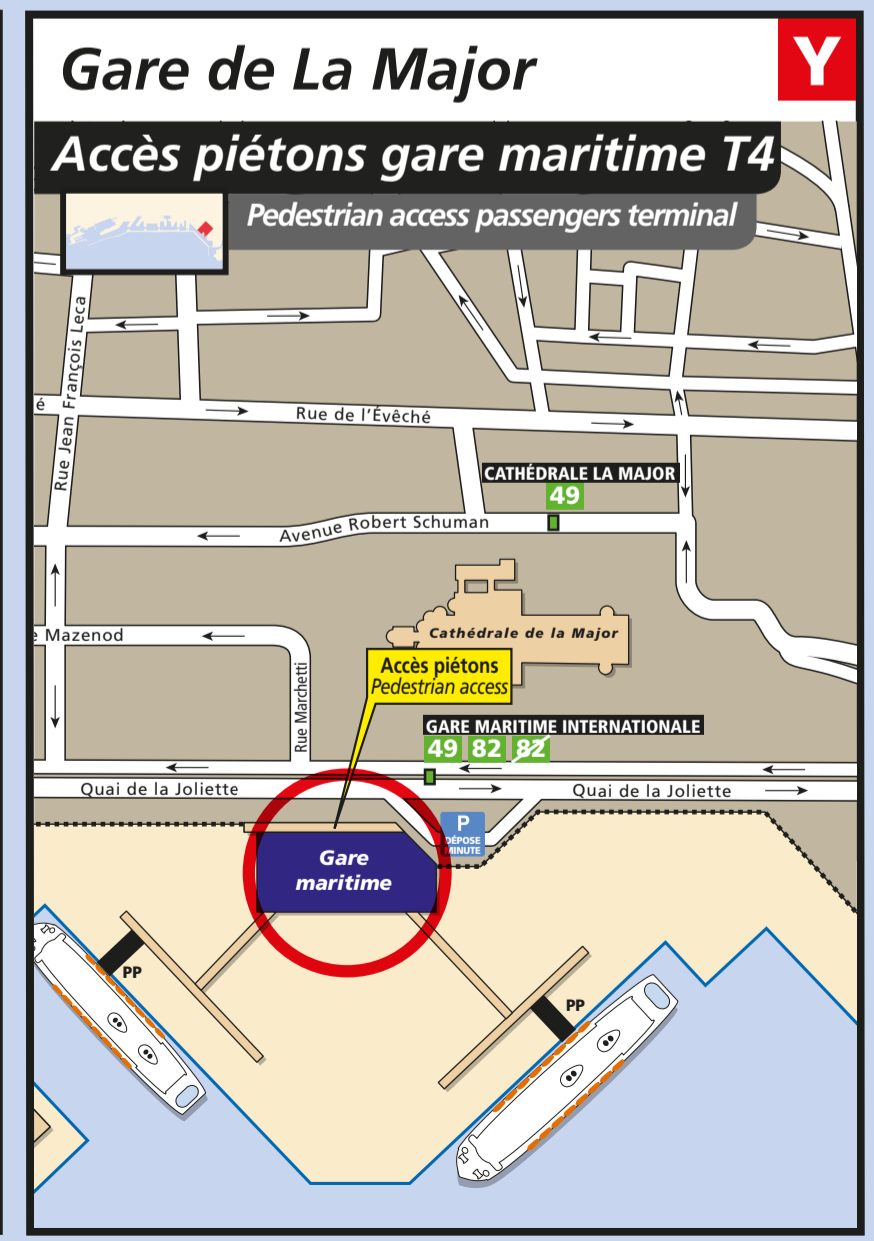 Gare de La Major
Y
Accès piétons gare maritime T4
Pedestrian access passengers terminal
Rue Jean François Leca
é
Rue de l'Évêché
CATHÉDRALE LA MAJOR
49
Avenue Robert Schuman
Cathédrale de la Major
e Mazenod
Accès piétons
Pedestrian access
Rue Marchetti
GARE MARITIME INTERNATIONALE
49 82 82
Quai de la Joliette
Quai de la Joliette
P
DÉPOSE
MINUTE
Gare
maritime
PP
PP